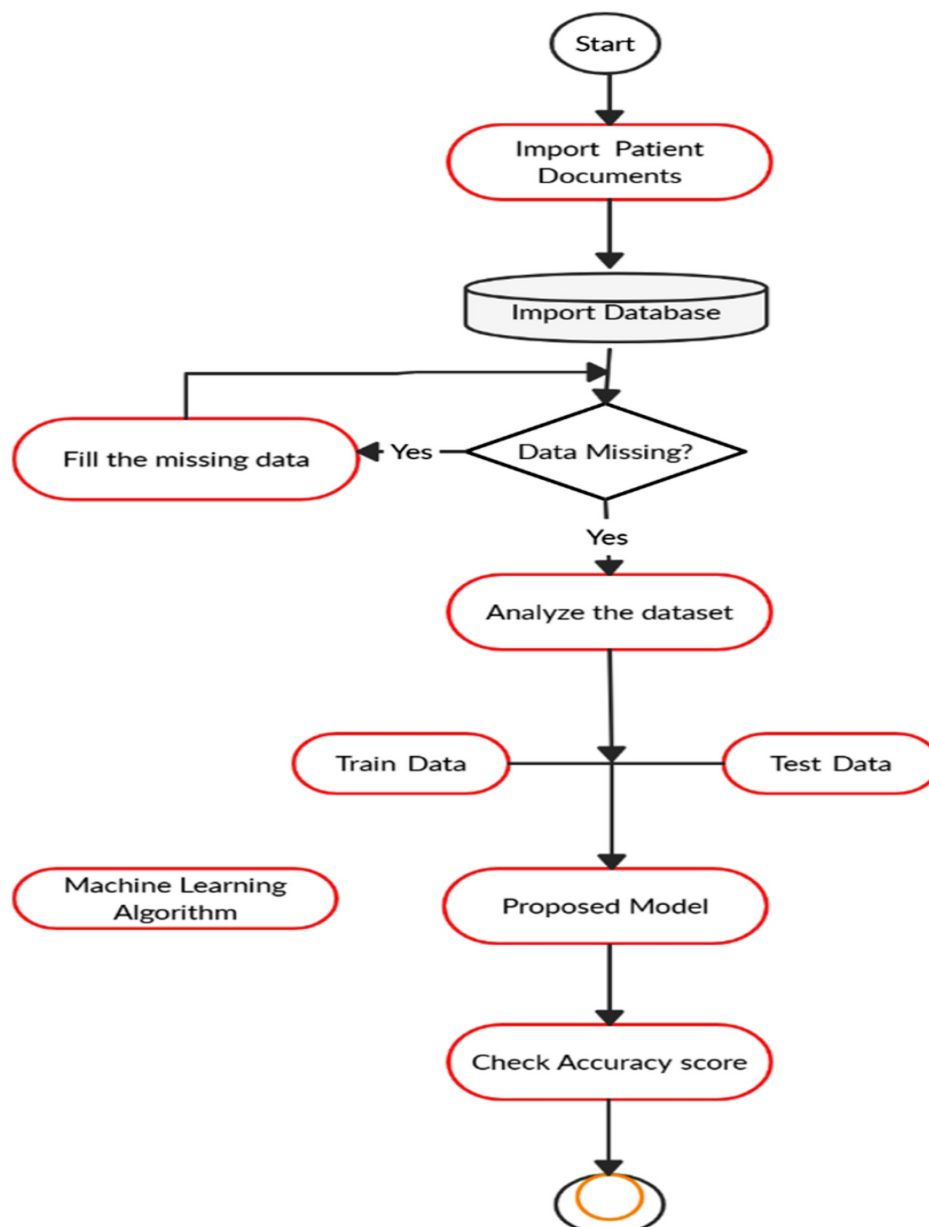 Start
Import Patient
Documents
Import Database
Fill the missing data
Yes
Data Missing?
Yes
Analyze the dataset
Train Data
Test Data
Machine Learning
Algorithm
Proposed Model
Check Accuracy score